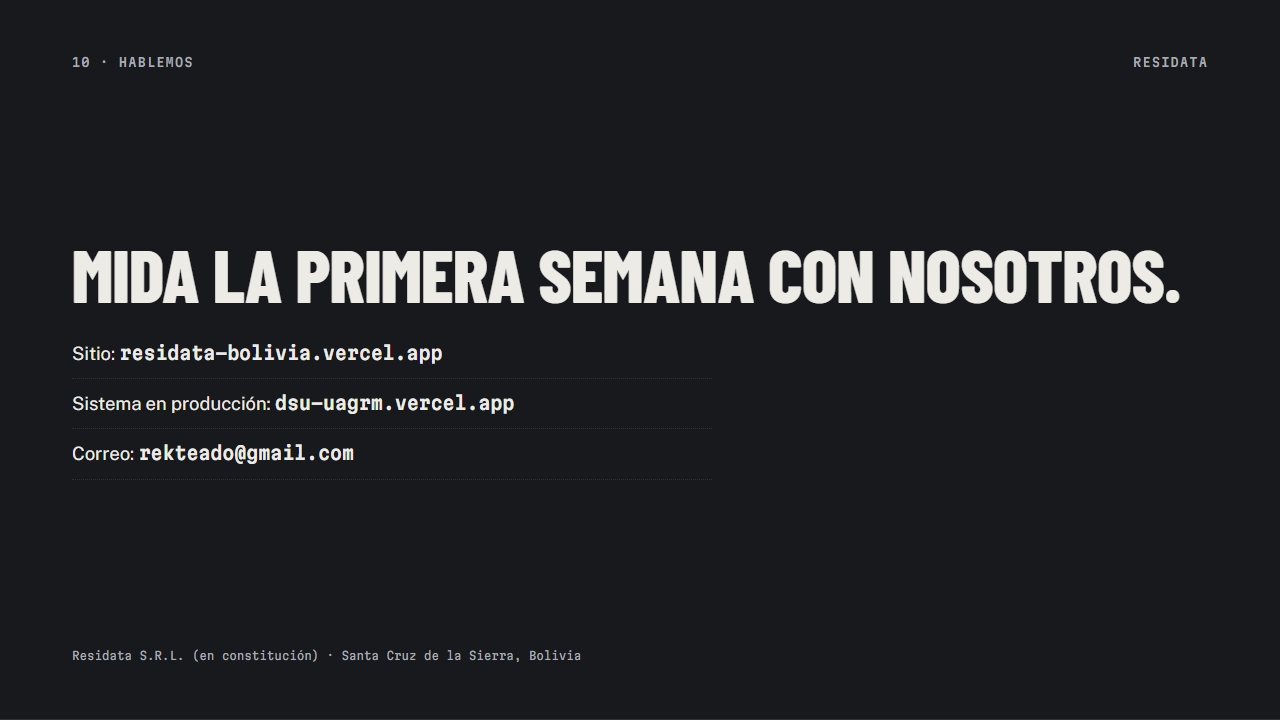 10 · HABLEMOS
RESIDATA
MIDA LA PRIMERA SEMANA CON NOSOTROS.
Sitio: residata-bolivia.vercel.app
Sistema en producción: dsu-uagrm.vercel.app
Correo: rekteado@gmail.com
Residata S.R.L. (en constitución) · Santa Cruz de la Sierra, Bolivia